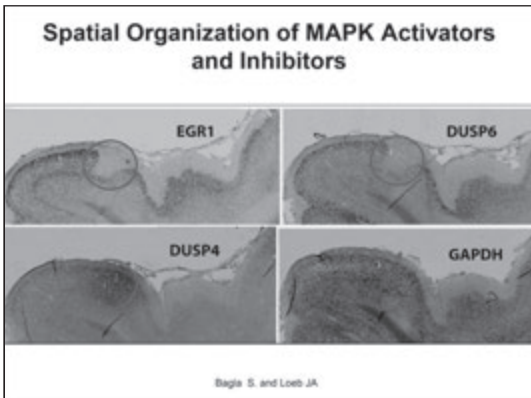 Spatial Organization of MAPK Activators
and Inhibitors
EGR1
DUSP6
DUSP4
GAPDH
Bagla S. and Loeb JA